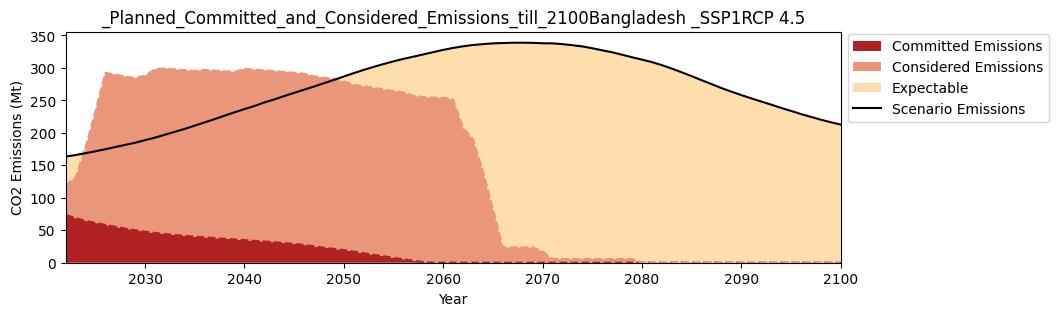 _Planned_Committed_and_Considered_Emissions_till_2100Bangladesh _SSP1RCP 4.5
350
300
250
200
150
100
50
0
CO2 Emissions (Mt)
2030 2040 2050 2060 2070 2080 2090 2100
Year
Committed Emissions
Considered Emissions
Expectable
Scenario Emissions